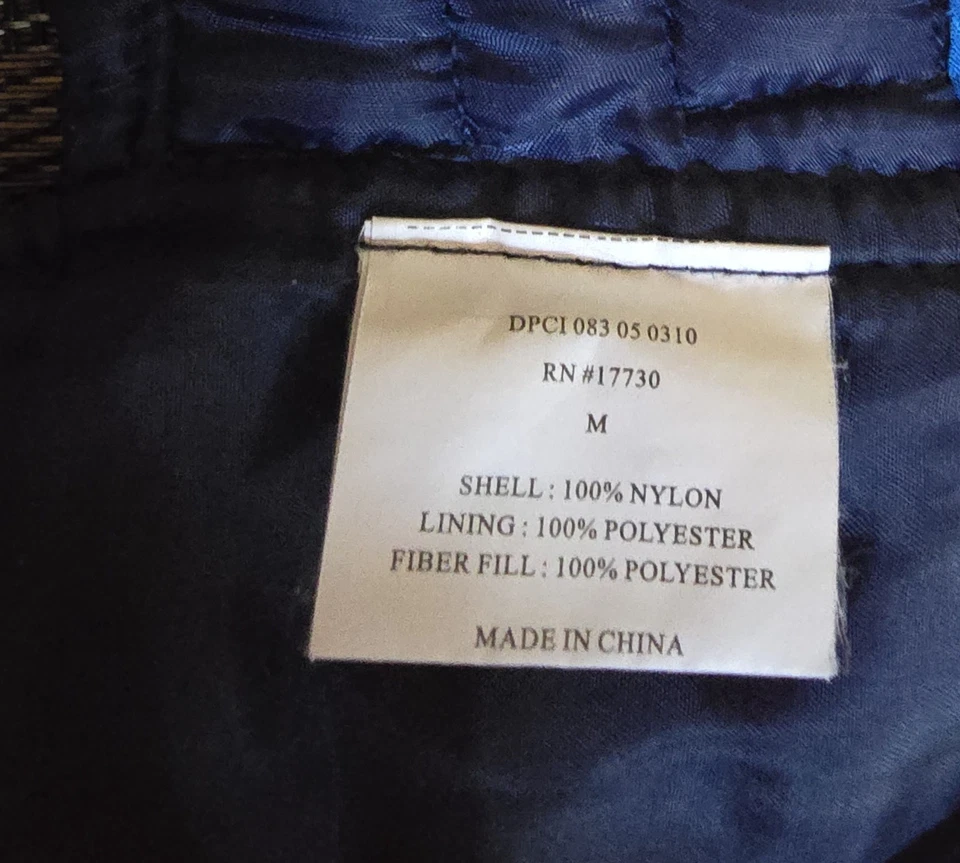 DPCI 083 05 0310
RN #17730
M
SHELL : 100% NYLON
LINING : 100% POLYESTER
FIBER FILL : 100% POLYESTER
MADE IN CHINA